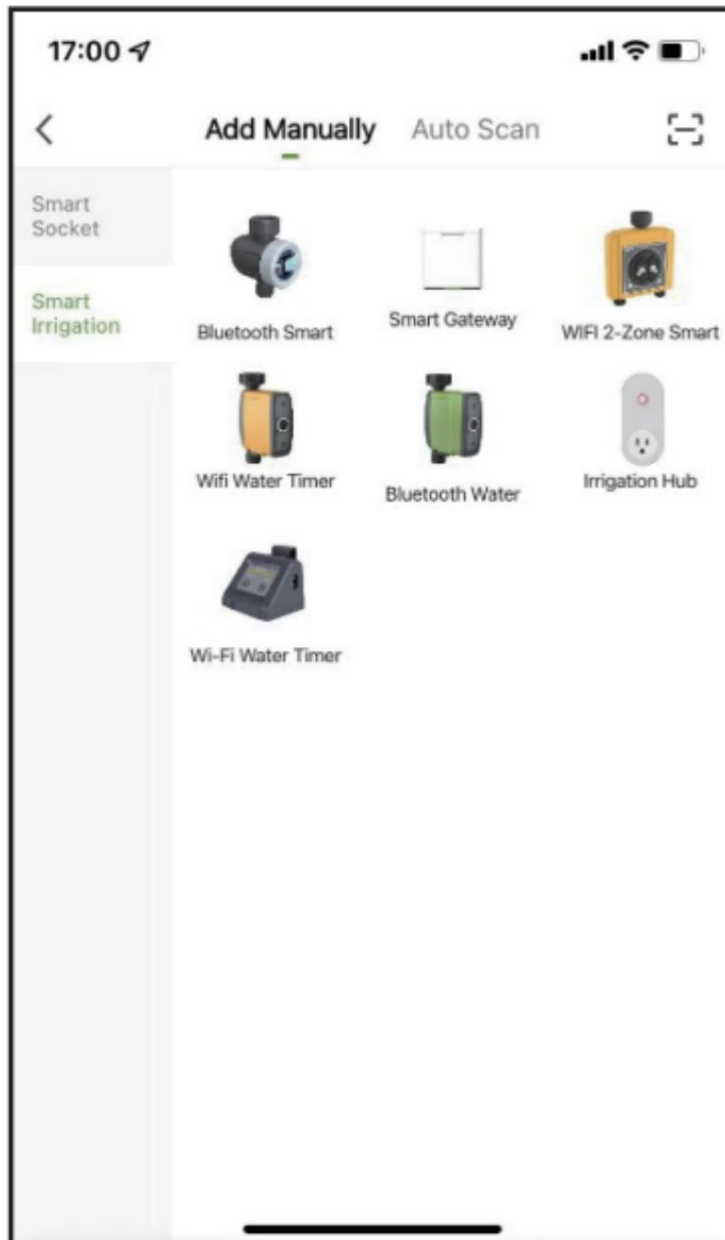 17:00
Add Manually Auto Scan
Smart
Socket
Smart
Irrigation
Bluetooth Smart
Smart Gateway
WIFI 2-Zone Smart
Wifi Water Timer
Bluetooth Water
Irrigation Hub
Wi-Fi Water Timer